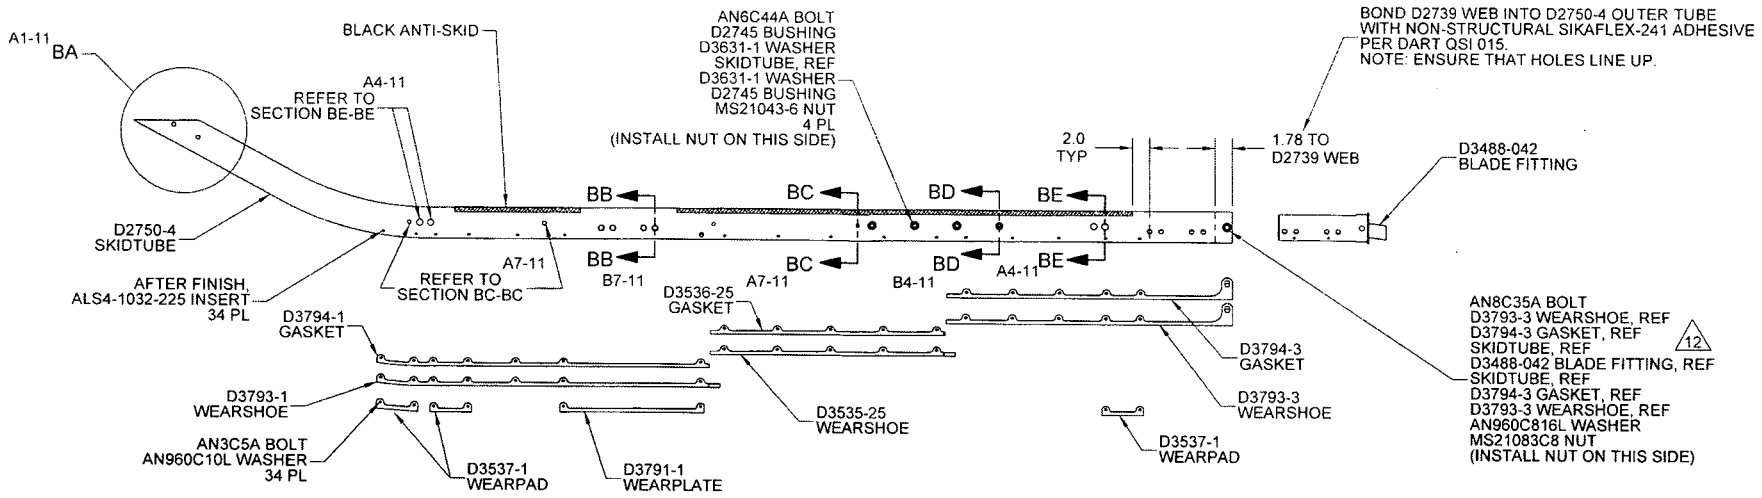 A1-11
BA
BLACK ANTI-SKID
A4-11
REFER TO
SECTION BE-BE
AN6C44A BOLT
D2745 BUSHING
D3631-1 WASHER
SKIDTUBE, REF
D3631-1 WASHER
D2745 BUSHING
MS21043-6 NUT
4 PL
(INSTALL NUT ON THIS SIDE)
BOND D2739 WEB INTO D2750-4 OUTER TUBE
WITH NON-STRUCTURAL SIKAFLEX-241 ADHESIVE
PER DART QSI 015.
NOTE: ENSURE THAT HOLES LINE UP.
2.0
TYP
1.78 TO
D2739 WEB
D3488-042
BLADE FITTING
BB
BC
BD
BE
D2750-4
SKIDTUBE
AFTER FINISH,
ALS4-1032-225 INSERT
34 PL
REFER TO
SECTION BC-BC
A7-11
BB
B7-11
BC
A7-11
BD
B4-11
BE
A4-11
D3794-1
GASKET
D3536-25
GASKET
D3793-1
WEARSHOE
AN3C5A BOLT
AN960C10L WASHER
34 PL
D3537-1
WEARPAD
D3791-1
WEARPLATE
D3535-25
WEARSHOE
D3794-3
GASKET
D3793-3
WEARSHOE
D3537-1
WEARPAD
AN8C35A BOLT
D3793-3 WEARSHOE, REF
D3794-3 GASKET, REF
SKIDTUBE, REF
12
D3488-042 BLADE FITTING, REF
SKIDTUBE, REF
D3794-3 GASKET, REF
D3793-3 WEARSHOE, REF
AN960C816L WASHER
MS21083C8 NUT
(INSTALL NUT ON THIS SIDE)